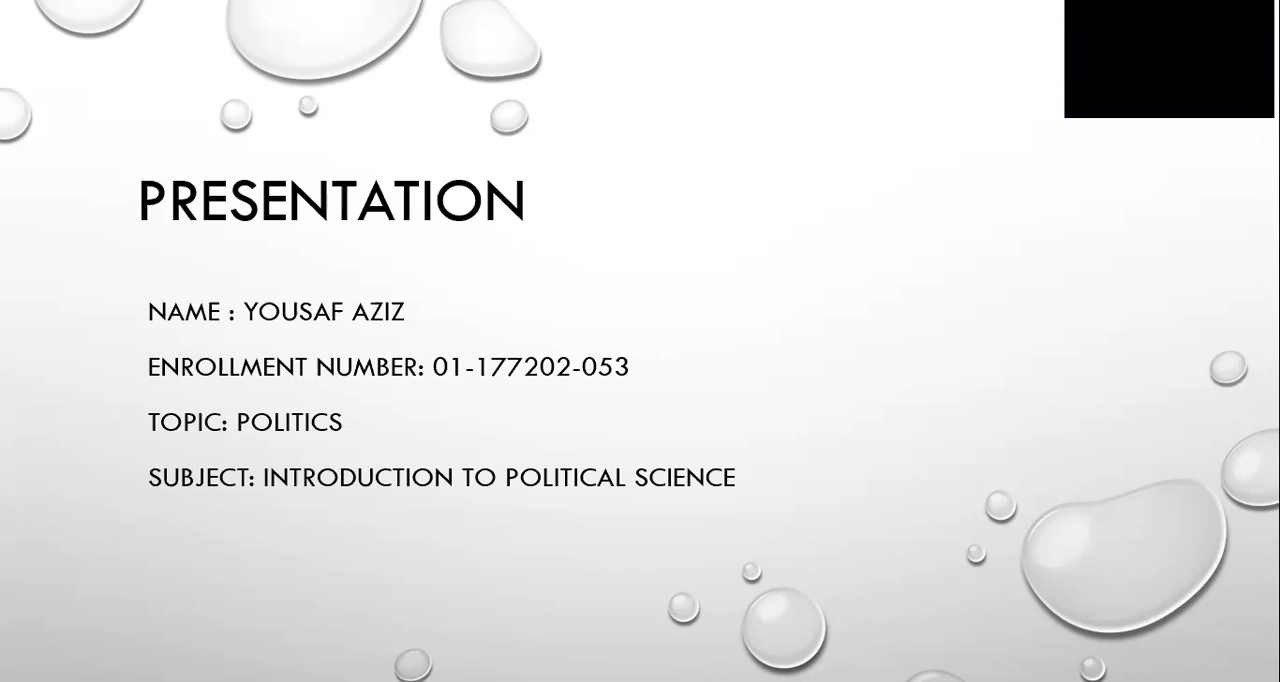 PRESENTATION
NAME : YOUSAF AZIZ
ENROLLMENT NUMBER: 01-177202-053
TOPIC: POLITICS
SUBJECT: INTRODUCTION TO POLITICAL SCIENCE